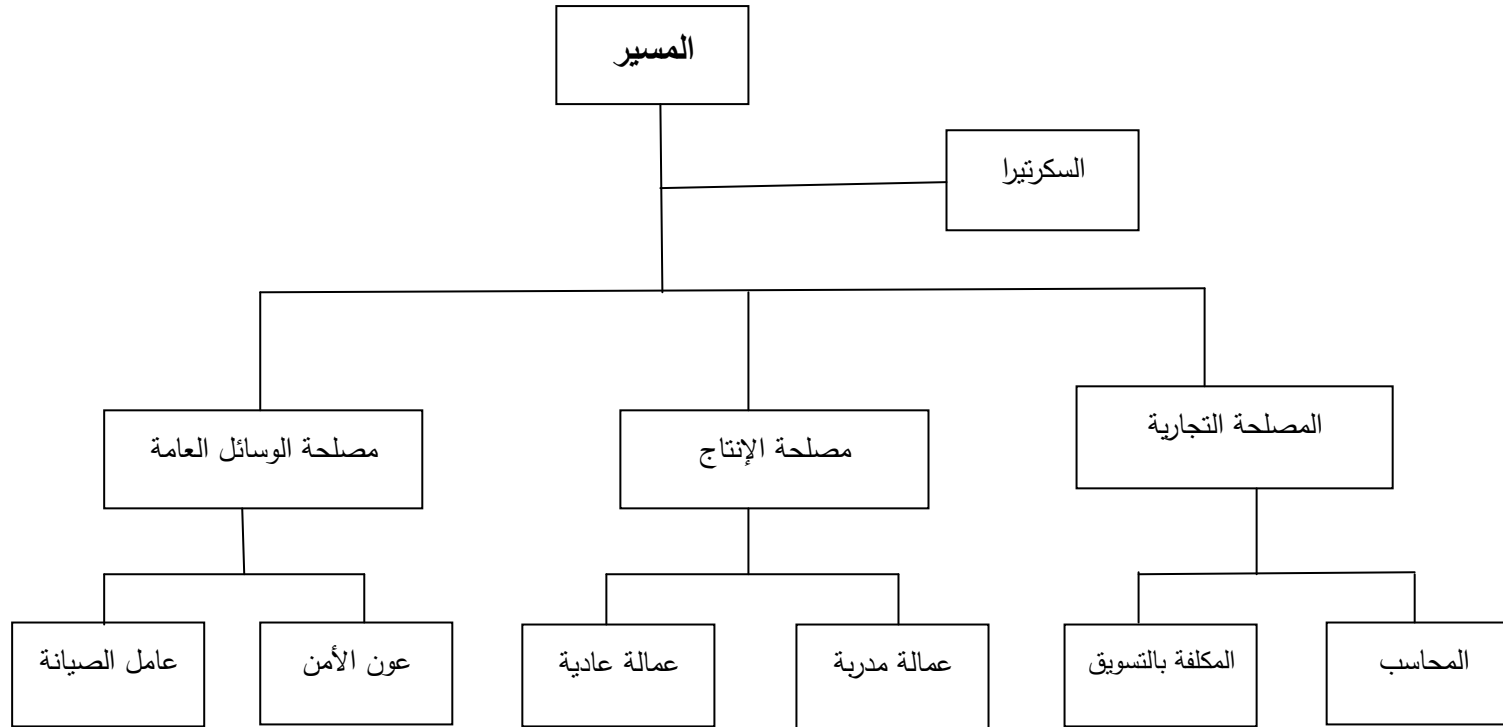 المسير
السكرتيرا
المصلحة التجارية
مصلحة الإنتاج
مصلحة الوسائل العامة
المحاسب
المكلفة بالتسويق
عمالة مدربة
عمالة عادية
عون الأمن
عامل الصيانة